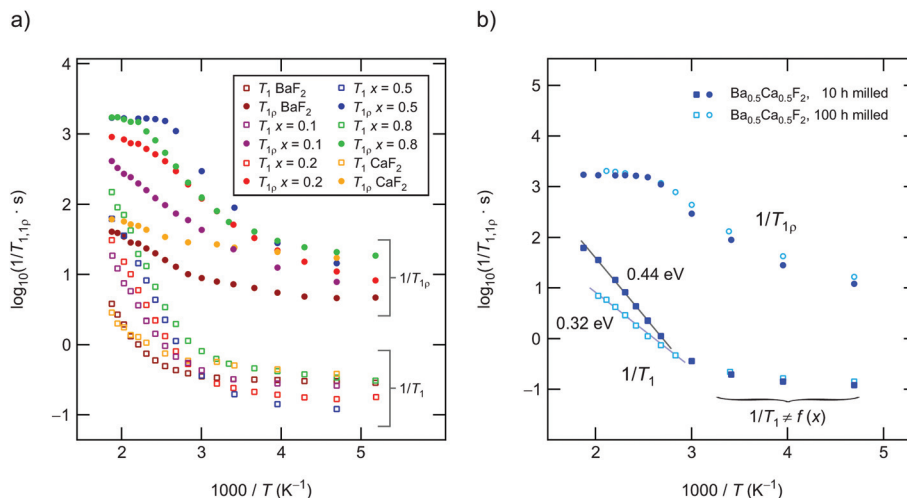 a)
log10(1/T1,1ρ · s)
4
3
2
1
0
−1
2
3
4
5
1000 / T (K−1)
T1 BaF2
T1ρ BaF2
T1 x = 0.1
T1ρ x = 0.1
T1 x = 0.2
T1ρ x = 0.2
T1 x = 0.5
T1ρ x = 0.5
T1 x = 0.8
T1ρ x = 0.8
T1 CaF2
T1ρ CaF2
1/T1ρ
1/T1
b)
log10(1/T1,1ρ · s)
5
4
3
2
1
0
−1
2
3
4
5
1000 / T (K−1)
Ba0.5Ca0.5F2, 10 h milled
Ba0.5Ca0.5F2, 100 h milled
1/T1ρ
0.44 eV
0.32 eV
1/T1
1/T1 ≠ f (x)